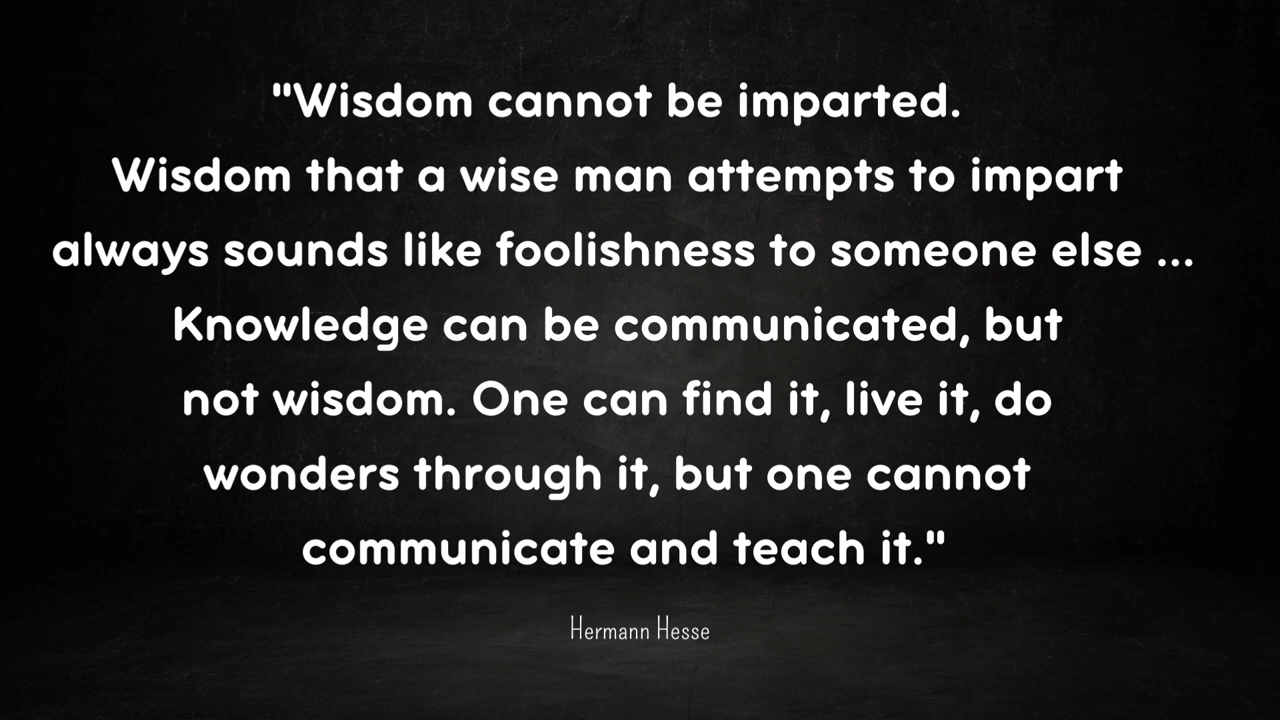 "Wisdom cannot be imparted.
Wisdom that a wise man attempts to impart
always sounds like foolishness to someone else ...
Knowledge can be communicated, but
not wisdom. One can find it, live it, do
wonders through it, but one cannot
communicate and teach it."
Hermann Hesse